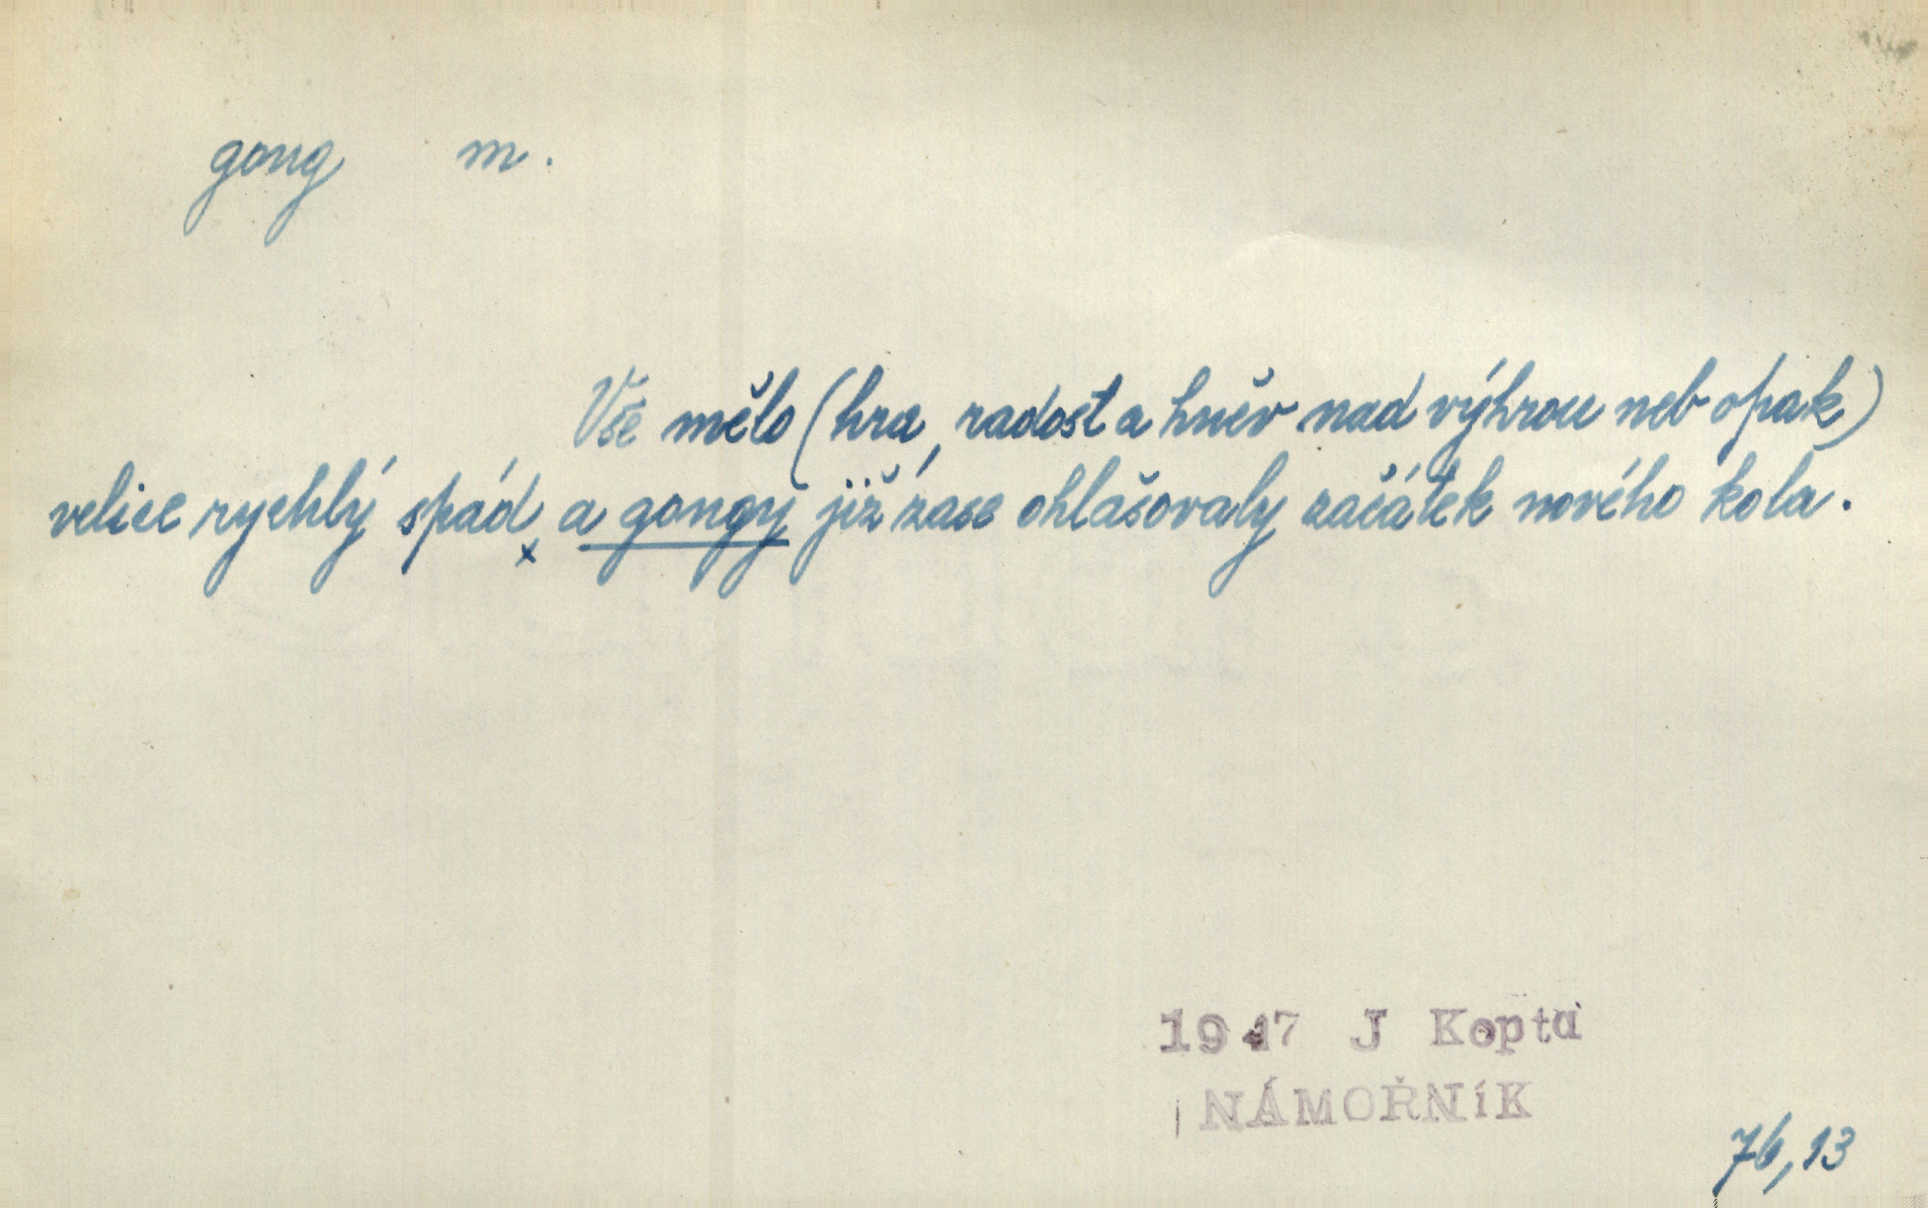 gong m.
Vše mělo (hra, radost a hněv nad výhrou neb opak)
velice rychlý spád, a gongy již zase ohlašovaly začátek nového kola.
x
1947 J Kopta
NÁMOŘNíK
76,13